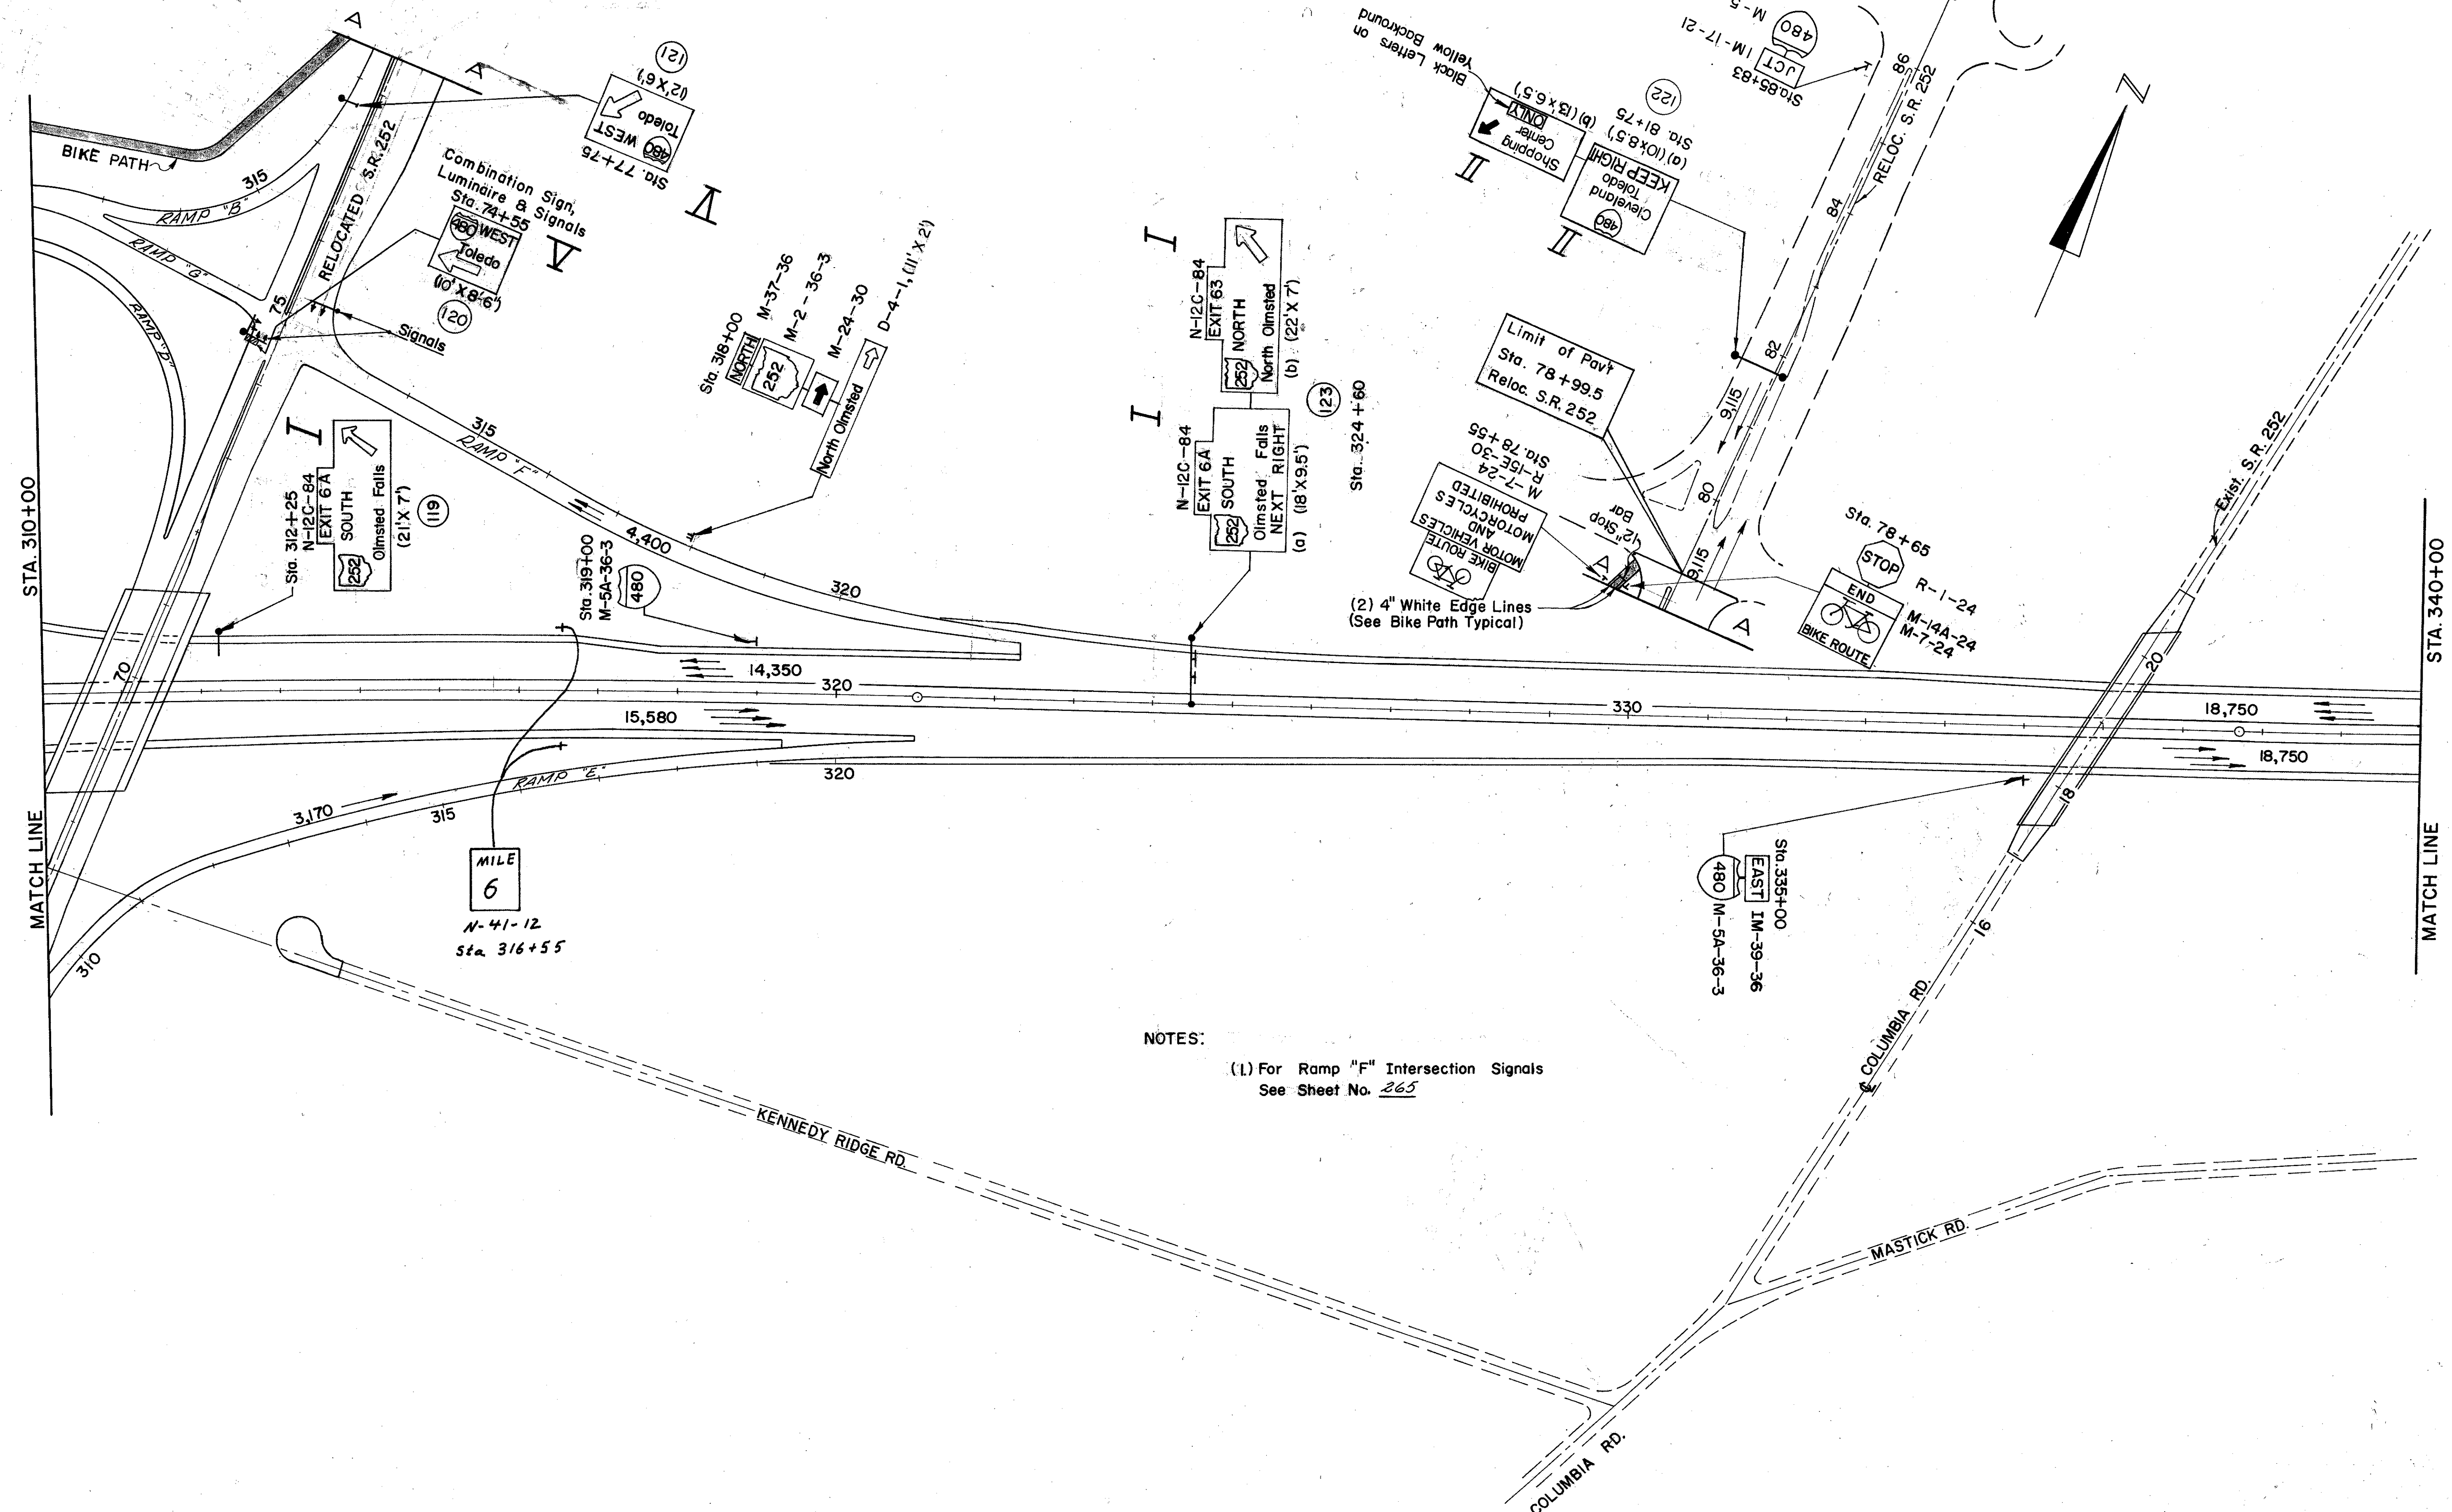 A
A
BIKE PATH
315
RAMP "B"
RAMP "G"
RAMP "D"
RELOCATED S.R. 252
75
70
(121)
(12'X6')
480 WEST
Toledo
Sta. 77+75
V
Combination Sign,
Luminaire & Signals
Sta. 74+55
480 WEST
Toledo
(10'X8'6")
120
V
Signals
STA. 310+00
MATCH LINE
I
Sta. 312+25
N-12C-84
EXIT 6A
252 SOUTH
Olmsted Falls
(21'X7')
119
315
RAMP "F"
4,400
320
Sta. 318+00
NORTH
M-37-36
252
M-2-36-3
M-24-30
North Olmsted
D-4-1, (11'X2')
Sta. 319+00
M-5A-36-3
480
I
N-12C-84
EXIT 63
252 NORTH
North Olmsted
(b) (22'X7')
I
N-12C-84
EXIT 6A
252 SOUTH
Olmsted Falls
NEXT RIGHT
(a) (18'X9.5')
123
Sta. 324+60
Black Letters on
Yellow Background
Shopping
Center
ONLY
(b) (13'x6.5')
II
480
Cleveland
Toledo
KEEP RIGHT
(a) (10'x8.5')
Sta. 81+75
122
II
M-5
480
JCT
1M-17-21
Sta. 85+83
86
RELOC. S.R. 252
84
82
9,115
80
9,115
Z
Limit of Pav't
Sta. 78+99.5
Reloc. S.R. 252
Sta. 78+55
R-15E-30
M-7-24
MOTOR VEHICLES
AND
MOTORCYCLES
PROHIBITED
BIKE ROUTE
12" Stop
Bar
A
A
(2) 4" White Edge Lines
(See Bike Path Typical)
Sta. 78+65
STOP
R-1-24
END
M-14A-24
M-7-24
BIKE ROUTE
Exist. S.R. 252
STA. 340+00
MATCH LINE
14,350
320
15,580
330
18,750
18,750
20
18
16
RAMP "E"
320
3,170
315
310
MILE
6
N-41-12
Sta. 316+55
Sta. 335+00
EAST 1M-39-36
480 M-5A-36-3
NOTES:
(1.) For Ramp "F" Intersection Signals
See Sheet No. 265
KENNEDY RIDGE RD.
℄ COLUMBIA RD.
MASTICK RD.
COLUMBIA RD.